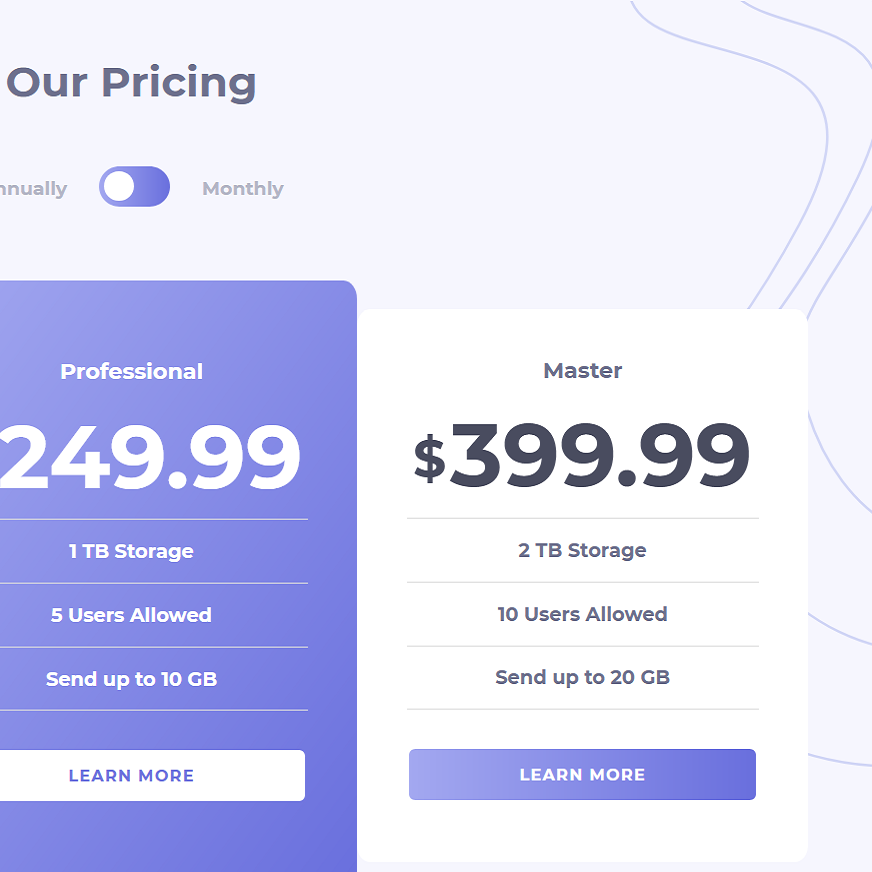 Our Pricing
nnually
Monthly
Professional
249.99
1 TB Storage
5 Users Allowed
Send up to 10 GB
LEARN MORE
Master
$399.99
2 TB Storage
10 Users Allowed
Send up to 20 GB
LEARN MORE